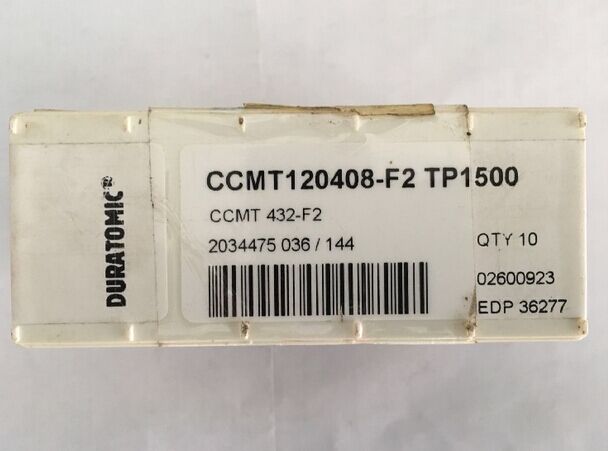 DURATOMIC®
CCMT120408-F2 TP1500
CCMT 432-F2
2034475 036 / 144
QTY 10
02600923
EDP 36277